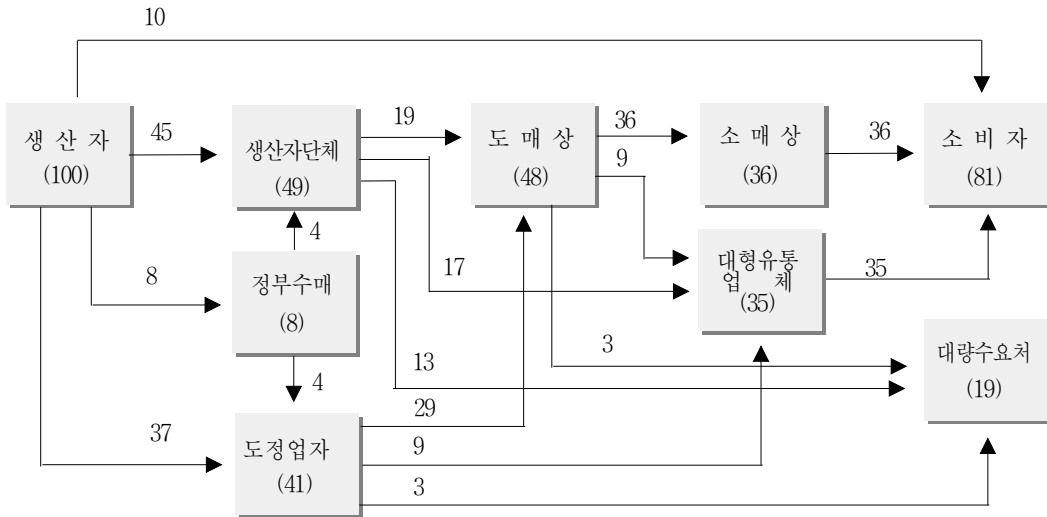 10
생 산 자
(100)
45
생산자단체
(49)
19
도 매 상
(48)
36
9
소 매 상
(36)
36
소 비 자
(81)
4
17
8
정부수매
(8)
대형유통
업 체
(35)
35
4
13
3
대량수요처
(19)
37
도정업자
(41)
29
9
3